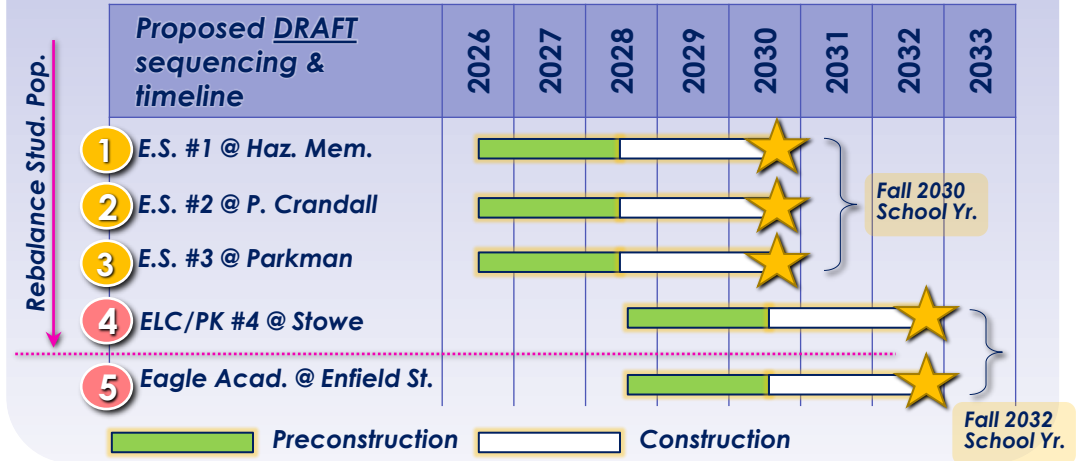 Proposed DRAFT
sequencing &
timeline
2026
2027
2028
2029
2030
2031
2032
2033
Rebalance Stud. Pop.
1 E.S. #1 @ Haz. Mem.
2 E.S. #2 @ P. Crandall
3 E.S. #3 @ Parkman
Fall 2030
School Yr.
4 ELC/PK #4 @ Stowe
5 Eagle Acad. @ Enfield St.
Fall 2032
School Yr.
Preconstruction
Construction